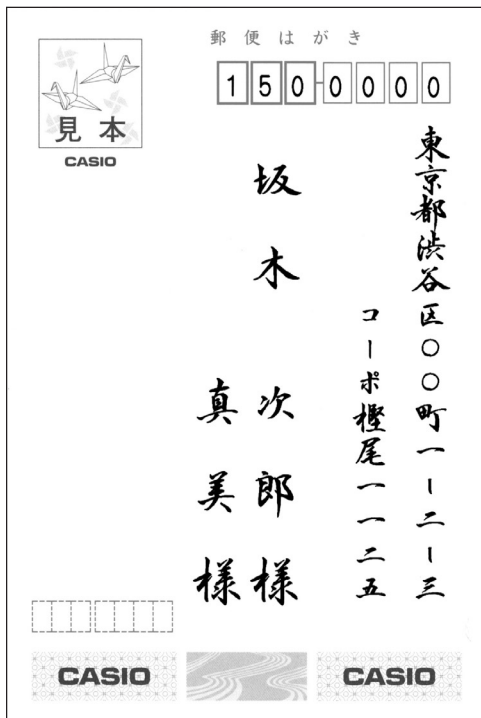 郵便はがき
150-0000
見本
CASIO
東京都渋谷区〇〇町一ー二ー三
コーポ樫尾一一二五
坂木 次郎様
真美様
CASIO
CASIO